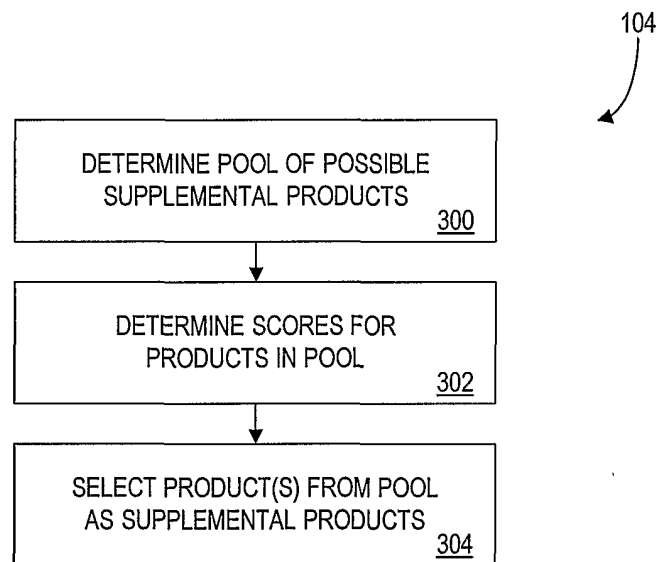 104
DETERMINE POOL OF POSSIBLE
SUPPLEMENTAL PRODUCTS
300
DETERMINE SCORES FOR
PRODUCTS IN POOL
302
SELECT PRODUCT(S) FROM POOL
AS SUPPLEMENTAL PRODUCTS
304